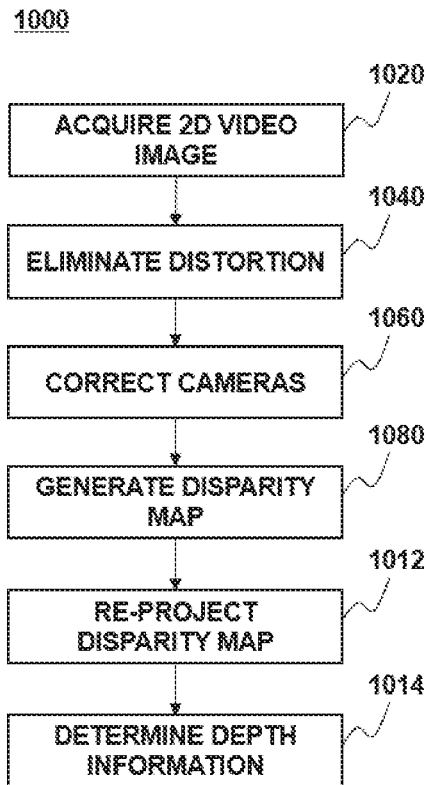 1000
1020
ACQUIRE 2D VIDEO
IMAGE
1040
ELIMINATE DISTORTION
1060
CORRECT CAMERAS
1080
GENERATE DISPARITY
MAP
1012
RE-PROJECT
DISPARITY MAP
1014
DETERMINE DEPTH
INFORMATION